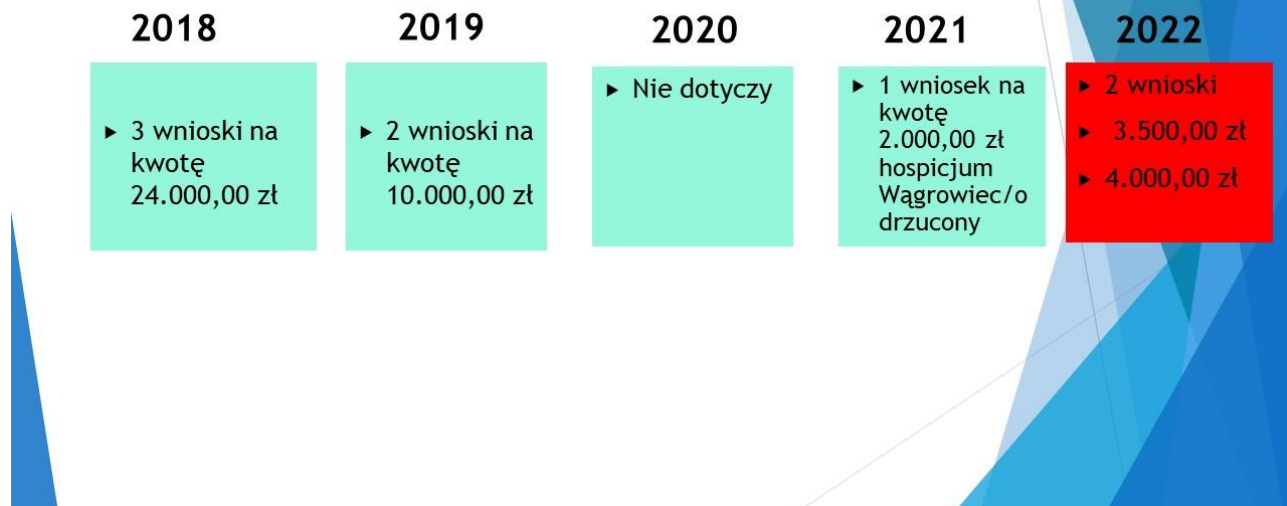 2018
► 3 wnioski na
kwotę
24.000,00 zł
2019
► 2 wnioski na
kwotę
10.000,00 zł
2020
► Nie dotyczy
2021
► 1 wniosek na
kwotę
2.000,00 zł
hospicjum
Wągrowiec/o
drzucony
2022
► 2 wnioski
► 3.500,00 zł
► 4.000,00 zł